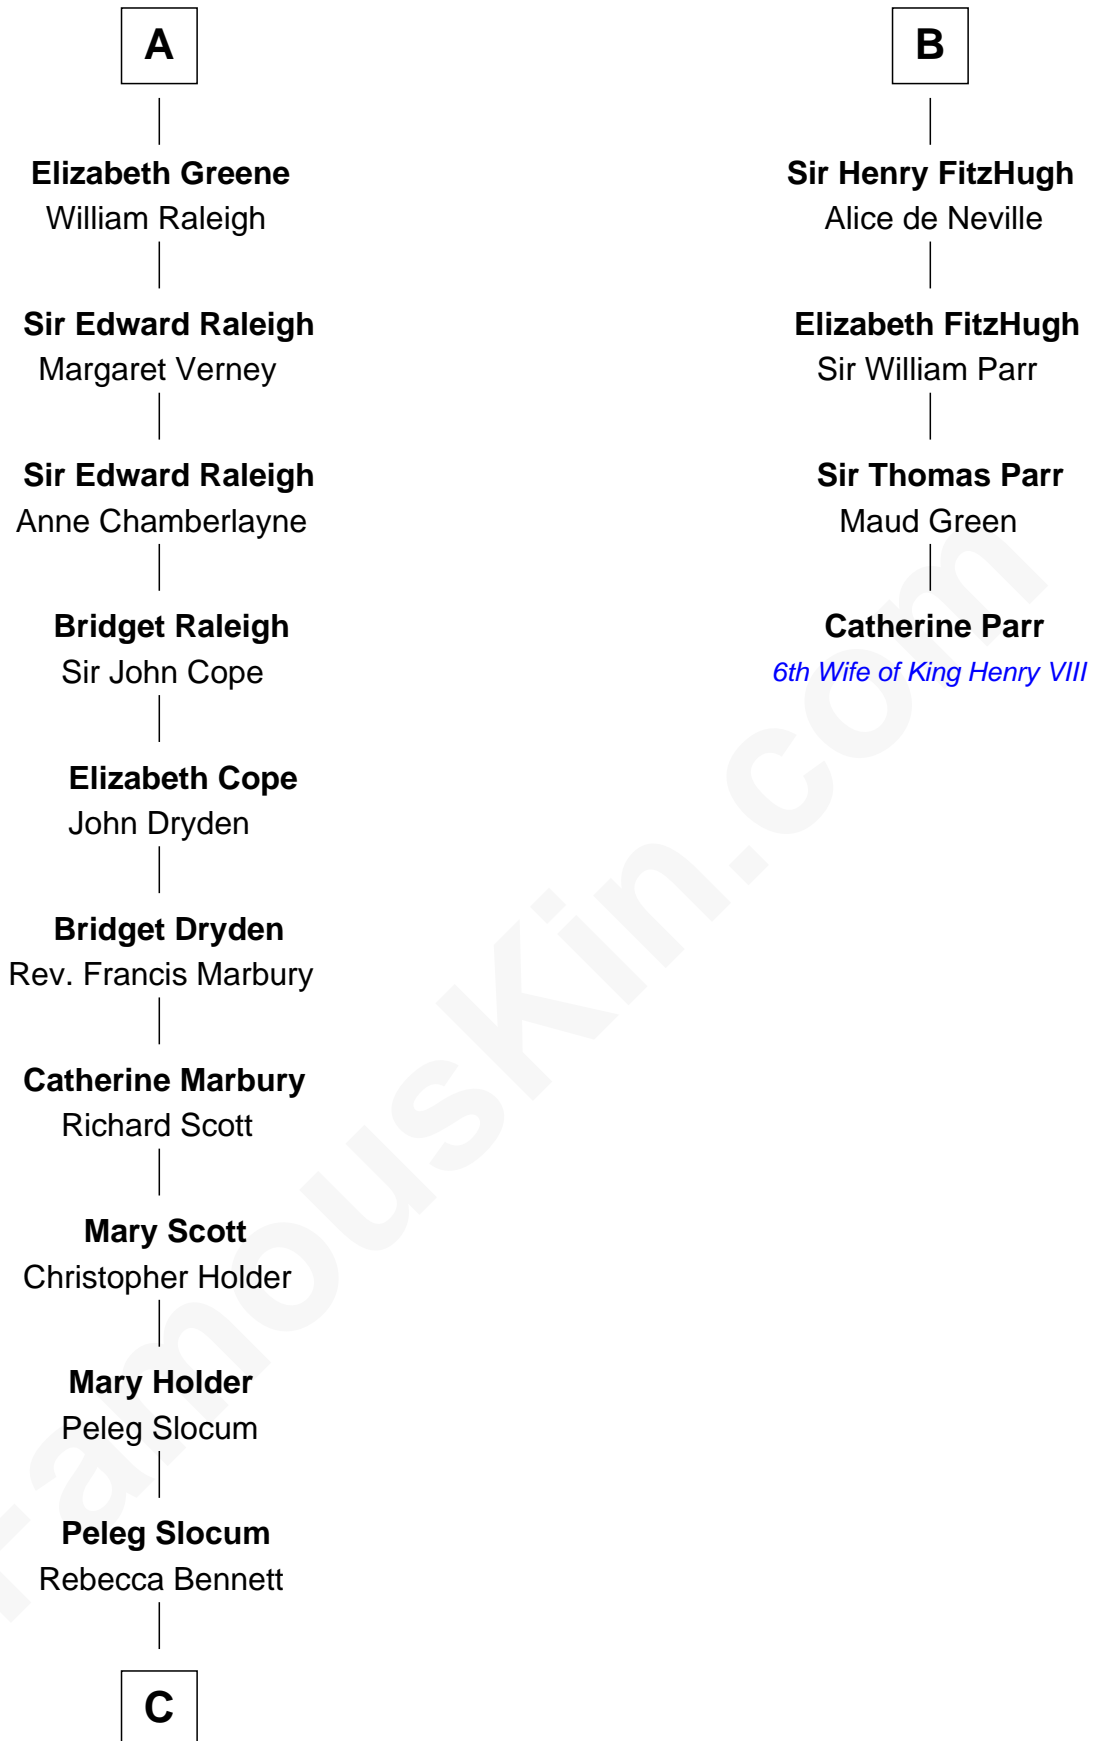 A
Elizabeth Greene
William Raleigh
Sir Edward Raleigh
Margaret Verney
Sir Edward Raleigh
Anne Chamberlayne
Bridget Raleigh
Sir John Cope
Elizabeth Cope
John Dryden
Bridget Dryden
Rev. Francis Marbury
Catherine Marbury
Richard Scott
Mary Scott
Christopher Holder
Mary Holder
Peleg Slocum
Peleg Slocum
Rebecca Bennett
C
B
Sir Henry FitzHugh
Alice de Neville
Elizabeth FitzHugh
Sir William Parr
Sir Thomas Parr
Maud Green
Catherine Parr
6th Wife of King Henry VIII
FamousKin.com